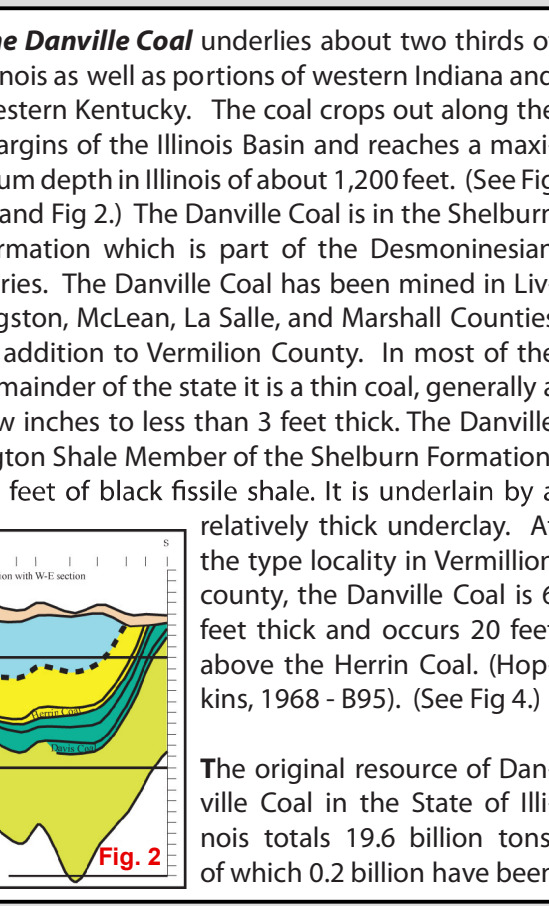 he Danville Coal underlies about two thirds of
inois as well as portions of western Indiana and
estern Kentucky. The coal crops out along the
argins of the Illinois Basin and reaches a maxi-
um depth in Illinois of about 1,200 feet. (See Fig
and Fig 2.) The Danville Coal is in the Shelburn
rmation which is part of the Desmoninesian
ries. The Danville Coal has been mined in Liv-
gston, McLean, La Salle, and Marshall Counties
addition to Vermilion County. In most of the
mainder of the state it is a thin coal, generally a
w inches to less than 3 feet thick. The Danville
gton Shale Member of the Shelburn Formation
feet of black fissile shale. It is underlain by a
relatively thick underclay. At
the type locality in Vermillion
county, the Danville Coal is 6
feet thick and occurs 20 feet
above the Herrin Coal. (Hop-
kins, 1968 - B95). (See Fig 4.)
The original resource of Dan-
ville Coal in the State of Illi-
nois totals 19.6 billion tons
of which 0.2 billion have been
S
ion with W-E section
Herrin Coal
Davis Coal
Fig. 2